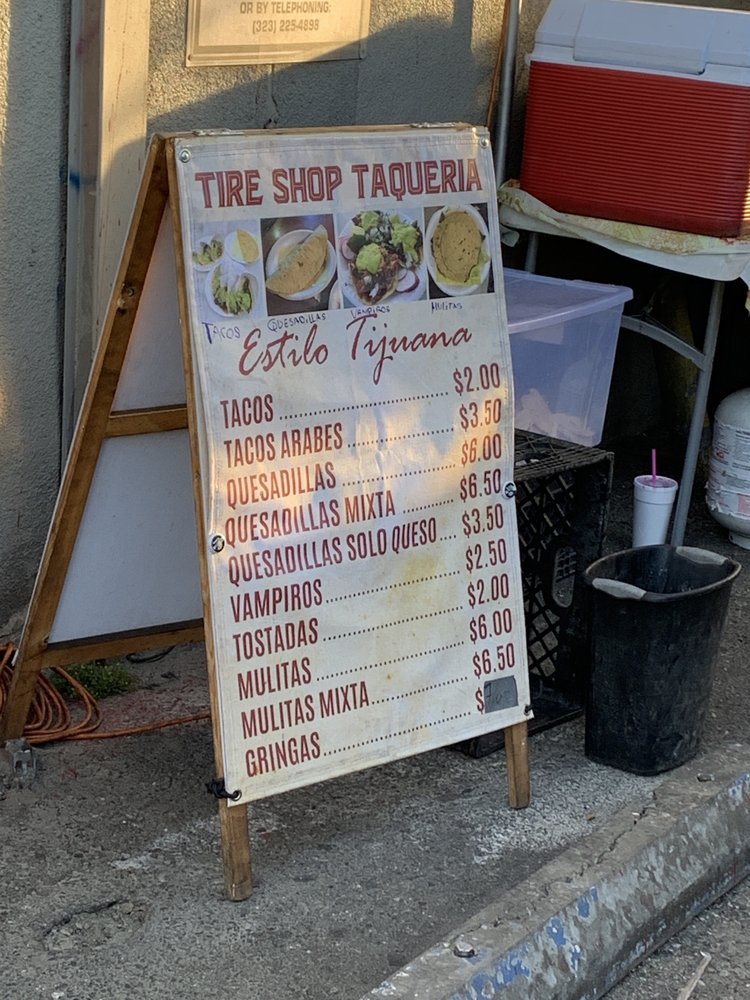 OR BY TELEPHONING:
(323) 225-4898
TIRE SHOP TAQUERIA
TACOS QUESADILLAS VAMPIROS MULITAS
Estilo Tijuana
TACOS .......... $2.00
TACOS ARABES .......... $3.50
QUESADILLAS .......... $6.00
QUESADILLAS MIXTA .......... $6.50
QUESADILLAS SOLO QUESO .... $3.50
VAMPIROS .......... $2.50
TOSTADAS .......... $2.00
MULITAS .......... $6.00
MULITAS MIXTA .......... $6.50
GRINGAS .......... $